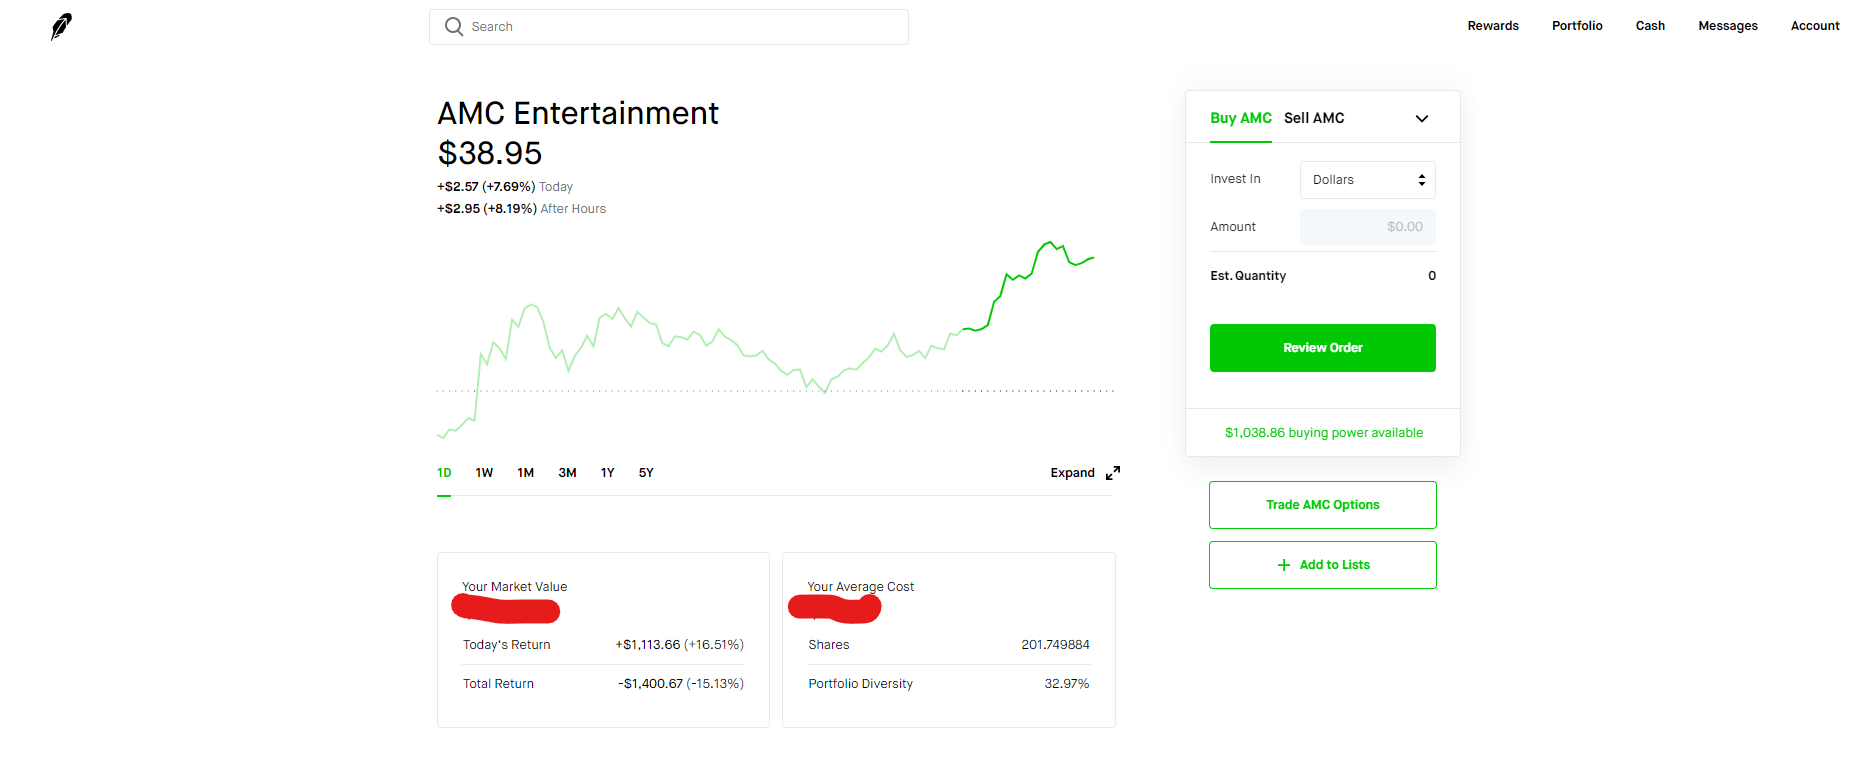 Search
Rewards Portfolio Cash Messages Account
AMC Entertainment
$38.95
+$2.57 (+7.69%) Today
+$2.95 (+8.19%) After Hours
1D 1W 1M 3M 1Y 5Y Expand
Your Market Value
Today's Return +$1,113.66 (+16.51%)
Total Return -$1,400.67 (-15.13%)
Your Average Cost
Shares 201.749884
Portfolio Diversity 32.97%
Buy AMC Sell AMC
Invest In Dollars
Amount $0.00
Est. Quantity 0
Review Order
$1,038.86 buying power available
Trade AMC Options
+ Add to Lists